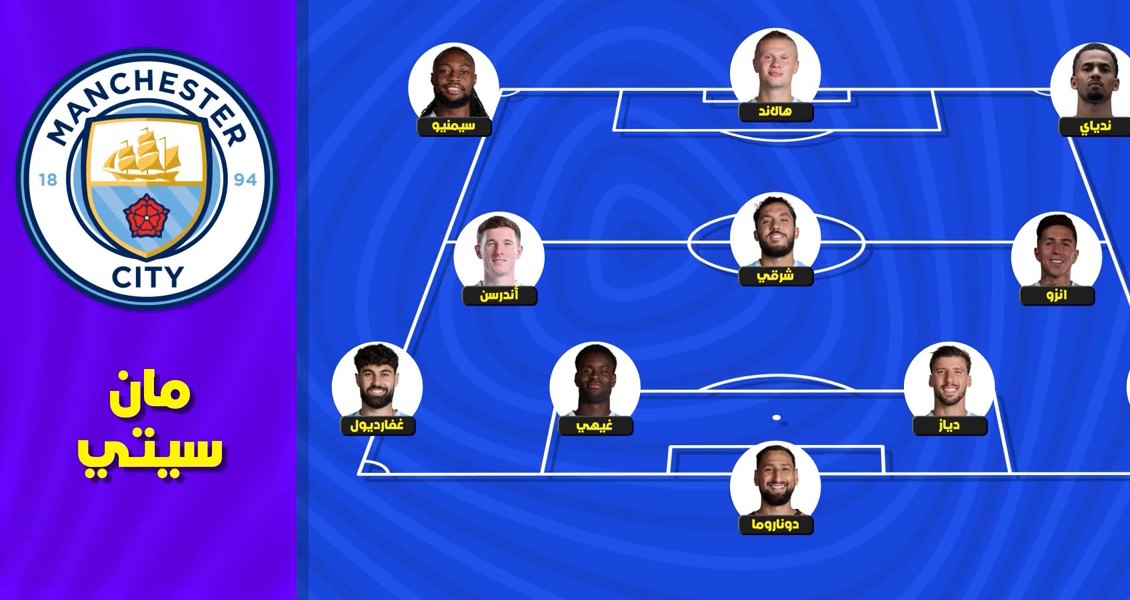 MANCHESTER
18 94
CITY
مان
سيتي
سيمنيو
هالاند
ندياي
أندرسن
شرقي
انزو
غفارديول
غيهي
دياز
دوناروما